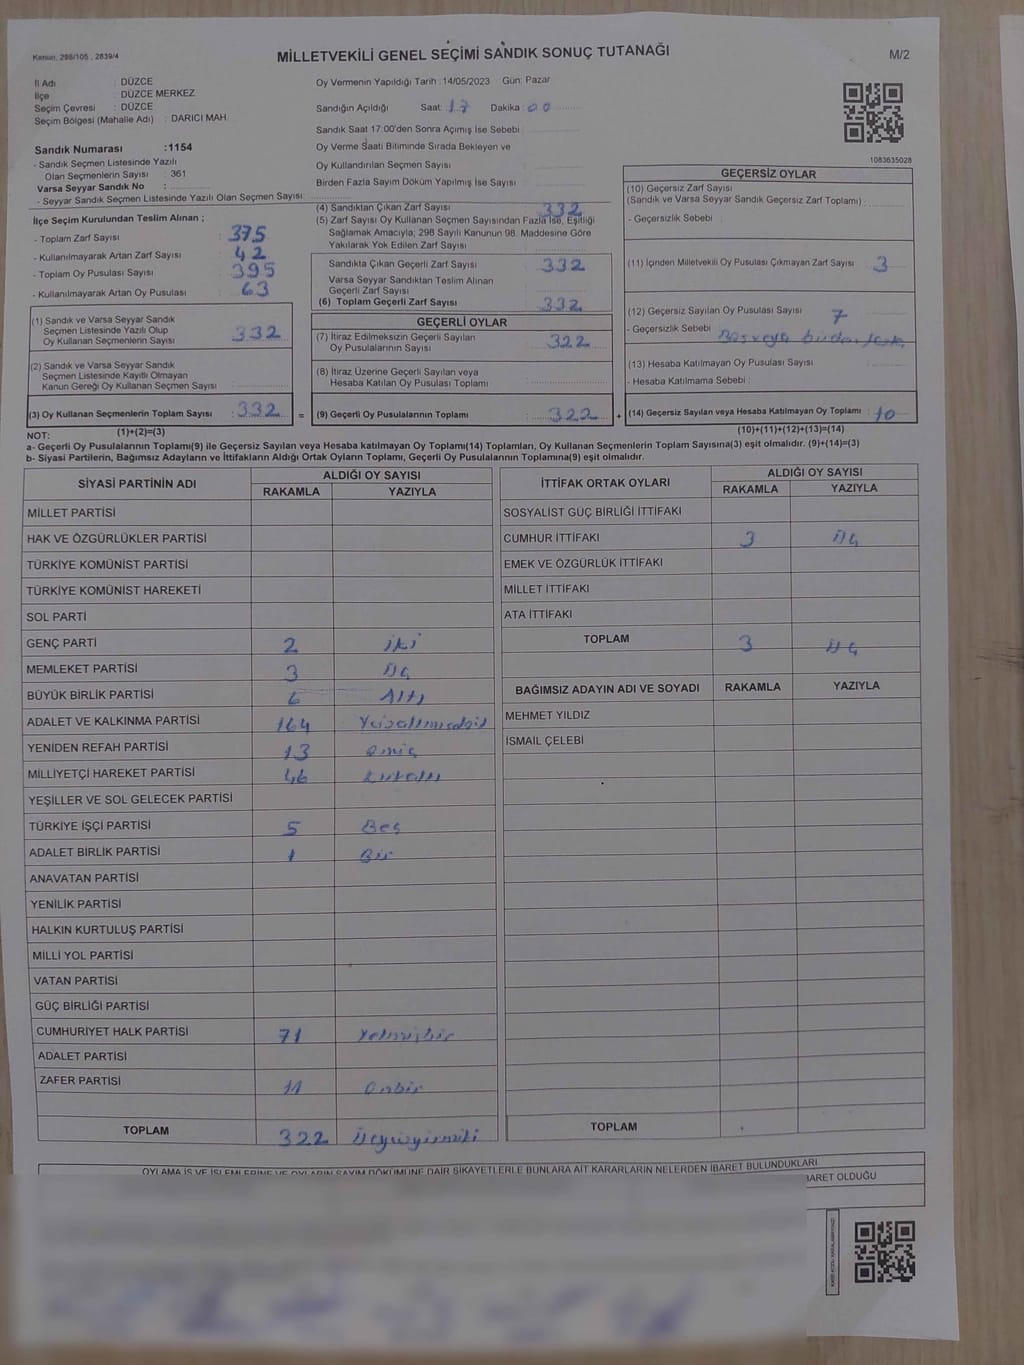 Kanun, 298/105 , 2839/4
MİLLETVEKİLİ GENEL SEÇİMİ SANDIK SONUÇ TUTANAĞI
M/2
İl Adı : DÜZCE
İlçe : DÜZCE MERKEZ
Seçim Çevresi : DÜZCE
Seçim Bölgesi (Mahalle Adı) : DARICI MAH.
Oy Vermenin Yapıldığı Tarih :14/05/2023 Gün: Pazar
Sandığın Açıldığı Saat: 17 Dakika : 00
Sandık Saat 17:00'den Sonra Açımış İse Sebebi :
Oy Verme Saati Bitiminde Sırada Bekleyen ve
Oy Kullandırılan Seçmen Sayısı :
Birden Fazla Sayım Döküm Yapılmış İse Sayısı :
1083635028
Sandık Numarası :1154
- Sandık Seçmen Listesinde Yazılı
Olan Seçmenlerin Sayısı : 361
Varsa Seyyar Sandık No :
- Seyyar Sandık Seçmen Listesinde Yazılı Olan Seçmen Sayısı:
İlçe Seçim Kurulundan Teslim Alınan ;
- Toplam Zarf Sayısı : 375
- Kullanılmayarak Artan Zarf Sayısı : 42
- Toplam Oy Pusulası Sayısı : 395
- Kullanılmayarak Artan Oy Pusulası : 63
(1) Sandık ve Varsa Seyyar Sandık
Seçmen Listesinde Yazılı Olup
Oy Kullanan Seçmenlerin Sayısı : 332
(2) Sandık ve Varsa Seyyar Sandık
Seçmen Listesinde Kayıtlı Olmayan
Kanun Gereği Oy Kullanan Seçmen Sayısı :
(3) Oy Kullanan Seçmenlerin Toplam Sayısı : 332
(1)+(2)=(3)
(4) Sandıktan Çıkan Zarf Sayısı : 332
(5) Zarf Sayısı Oy Kullanan Seçmen Sayısından Fazla İse, Eşitliği
Sağlamak Amacıyla; 298 Sayılı Kanunun 98. Maddesine Göre
Yakılarak Yok Edilen Zarf Sayısı :
Sandıkta Çıkan Geçerli Zarf Sayısı : 332
Varsa Seyyar Sandıktan Teslim Alınan
Geçerli Zarf Sayısı :
(6) Toplam Geçerli Zarf Sayısı : 332
GEÇERLİ OYLAR
(7) İtiraz Edilmeksizin Geçerli Sayılan
Oy Pusulalarının Sayısı : 322
(8) İtiraz Üzerine Geçerli Sayılan veya
Hesaba Katılan Oy Pusulası Toplamı :
= (9) Geçerli Oy Pusulalarının Toplamı : 322 +
GEÇERSİZ OYLAR
(10) Geçersiz Zarf Sayısı
(Sandık ve Varsa Seyyar Sandık Geçersiz Zarf Toplamı) :
- Geçersizlik Sebebi :
(11) İçinden Milletvekili Oy Pusulası Çıkmayan Zarf Sayısı : 3
(12) Geçersiz Sayılan Oy Pusulası Sayısı : 7
- Geçersizlik Sebebi : Boş veya birden fazla
(13) Hesaba Katılmayan Oy Pusulası Sayısı :
- Hesaba Katılmama Sebebi :
(14) Geçersiz Sayılan veya Hesaba Katılmayan Oy Toplamı : 10
(10)+(11)+(12)+(13)=(14)
NOT:
a- Geçerli Oy Pusulalarının Toplamı(9) ile Geçersiz Sayılan veya Hesaba katılmayan Oy Toplamı(14) Toplamları, Oy Kullanan Seçmenlerin Toplam Sayısına(3) eşit olmalıdır. (9)+(14)=(3)
b- Siyasi Partilerin, Bağımsız Adayların ve İttifakların Aldığı Ortak Oyların Toplamı, Geçerli Oy Pusulalarının Toplamına(9) eşit olmalıdır.
SİYASİ PARTİNİN ADI ALDIĞI OY SAYISI
RAKAMLA YAZIYLA
MİLLET PARTİSİ
HAK VE ÖZGÜRLÜKLER PARTİSİ
TÜRKİYE KOMÜNİST PARTİSİ
TÜRKİYE KOMÜNİST HAREKETİ
SOL PARTİ
GENÇ PARTİ 2 iki
MEMLEKET PARTİSİ 3 üç
BÜYÜK BİRLİK PARTİSİ 6 Altı
ADALET VE KALKINMA PARTİSİ 164
YENİDEN REFAH PARTİSİ 13 onüç
MİLLİYETÇİ HAREKET PARTİSİ 46 kırkaltı
YEŞİLLER VE SOL GELECEK PARTİSİ
TÜRKİYE İŞÇİ PARTİSİ 5 Beş
ADALET BİRLİK PARTİSİ 1 Bir
ANAVATAN PARTİSİ
YENİLİK PARTİSİ
HALKIN KURTULUŞ PARTİSİ
MİLLİ YOL PARTİSİ
VATAN PARTİSİ
GÜÇ BİRLİĞİ PARTİSİ
CUMHURİYET HALK PARTİSİ 71 Yetmişbir
ADALET PARTİSİ
ZAFER PARTİSİ 11 onbir
TOPLAM 322 üçyüzyirmiiki
İTTİFAK ORTAK OYLARI ALDIĞI OY SAYISI
RAKAMLA YAZIYLA
SOSYALİST GÜÇ BİRLİĞİ İTTİFAKI
CUMHUR İTTİFAKI 3 üç
EMEK VE ÖZGÜRLÜK İTTİFAKI
MİLLET İTTİFAKI
ATA İTTİFAKI
TOPLAM 3 üç
BAĞIMSIZ ADAYIN ADI VE SOYADI RAKAMLA YAZIYLA
MEHMET YILDIZ
İSMAİL ÇELEBİ
TOPLAM
OYLAMA İŞ VE İŞLEMLERİNE VE OYLARIN SAYIM DÖKÜMÜNE DAİR ŞİKAYETLERLE BUNLARA AİT KARARLARIN NELERDEN İBARET BULUNDUKLARI
BARET OLDUĞU